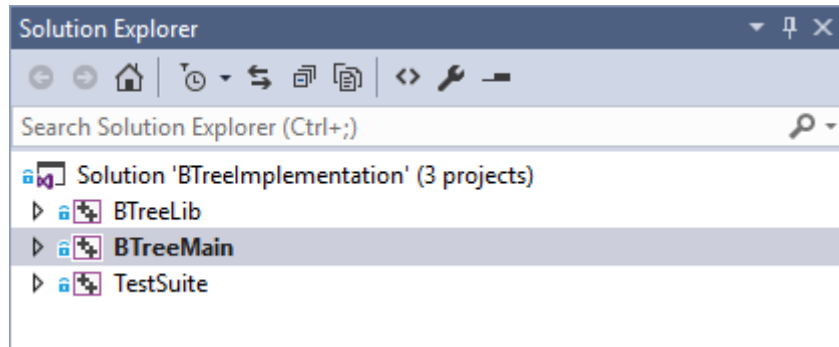 Solution Explorer
Search Solution Explorer (Ctrl+;)
Solution 'BTreeImplementation' (3 projects)
BTreeLib
BTreeMain
TestSuite